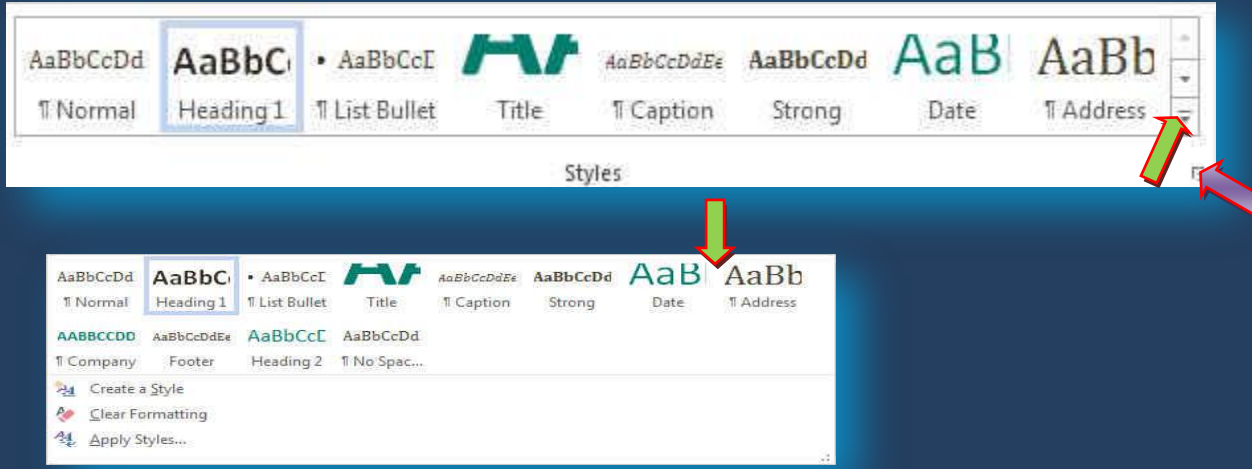 AaBbCcDd AaBbC • AaBbCcD AA AaBbCcDdEe AaBbCcDd AaB AaBb
¶ Normal Heading 1 ¶ List Bullet Title ¶ Caption Strong Date ¶ Address
Styles
AaBbCcDd AaBbC • AaBbCcD AA AaBbCcDdEe AaBbCcDd AaB AaBb
¶ Normal Heading 1 ¶ List Bullet Title ¶ Caption Strong Date ¶ Address
AABBCCDD AaBbCcDdEe AaBbCcD AaBbCcDd
¶ Company Footer Heading 2 ¶ No Spac...
Create a Style
Clear Formatting
Apply Styles...